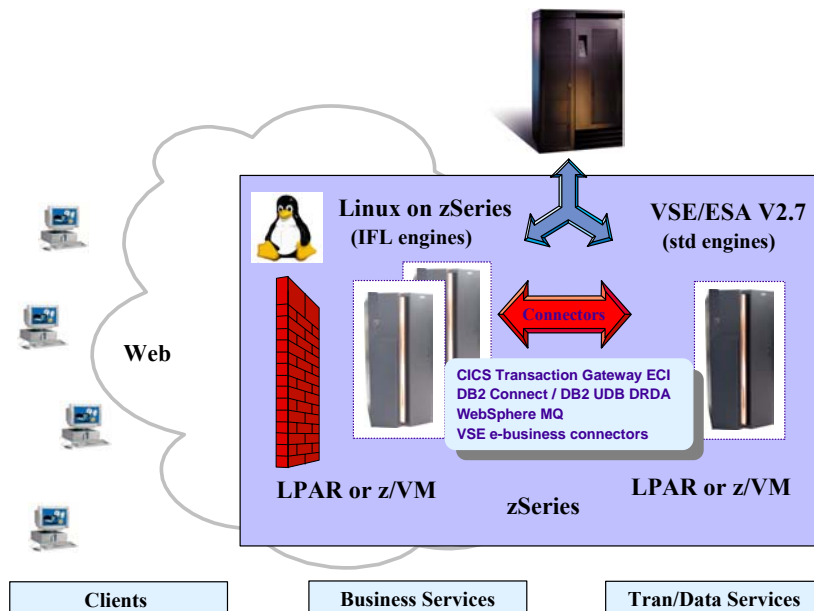 Linux on zSeries
(IFL engines)
VSE/ESA V2.7
(std engines)
Web
Connectors
CICS Transaction Gateway ECI
DB2 Connect / DB2 UDB DRDA
WebSphere MQ
VSE e-business connectors
LPAR or z/VM
LPAR or z/VM
zSeries
Clients
Business Services
Tran/Data Services